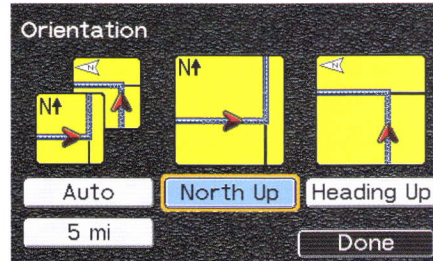 Orientation
N
N
N
N
Auto
North Up
Heading Up
5 mi
Done